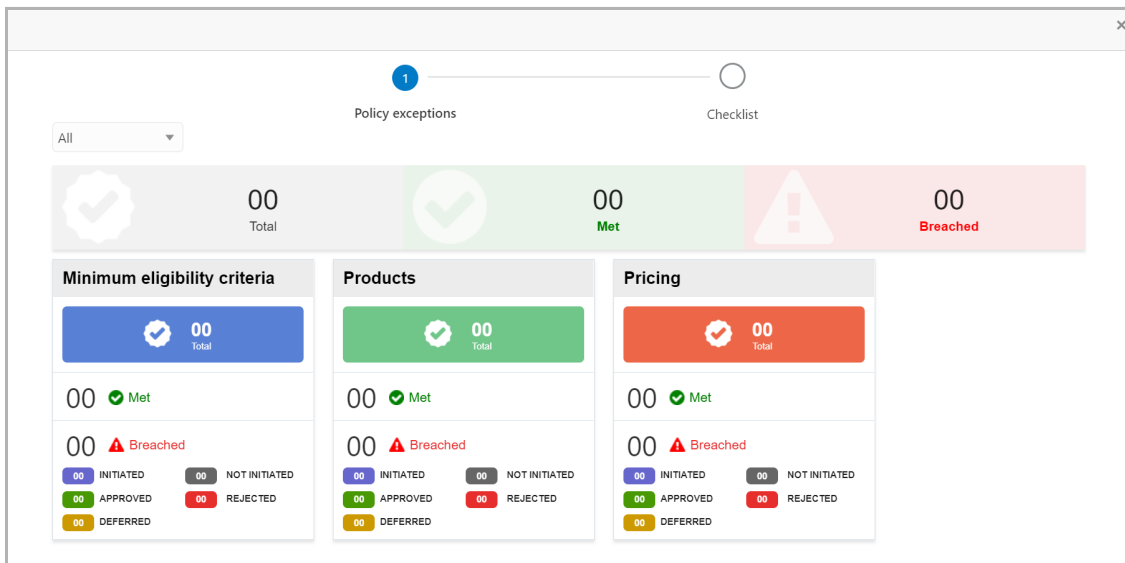 ×
1
Policy exceptions
Checklist
All
00
Total
00
Met
00
Breached
Minimum eligibility criteria
00
Total
00 Met
00 Breached
00 INITIATED 00 NOT INITIATED
00 APPROVED 00 REJECTED
00 DEFERRED
Products
00
Total
00 Met
00 Breached
00 INITIATED 00 NOT INITIATED
00 APPROVED 00 REJECTED
00 DEFERRED
Pricing
00
Total
00 Met
00 Breached
00 INITIATED 00 NOT INITIATED
00 APPROVED 00 REJECTED
00 DEFERRED